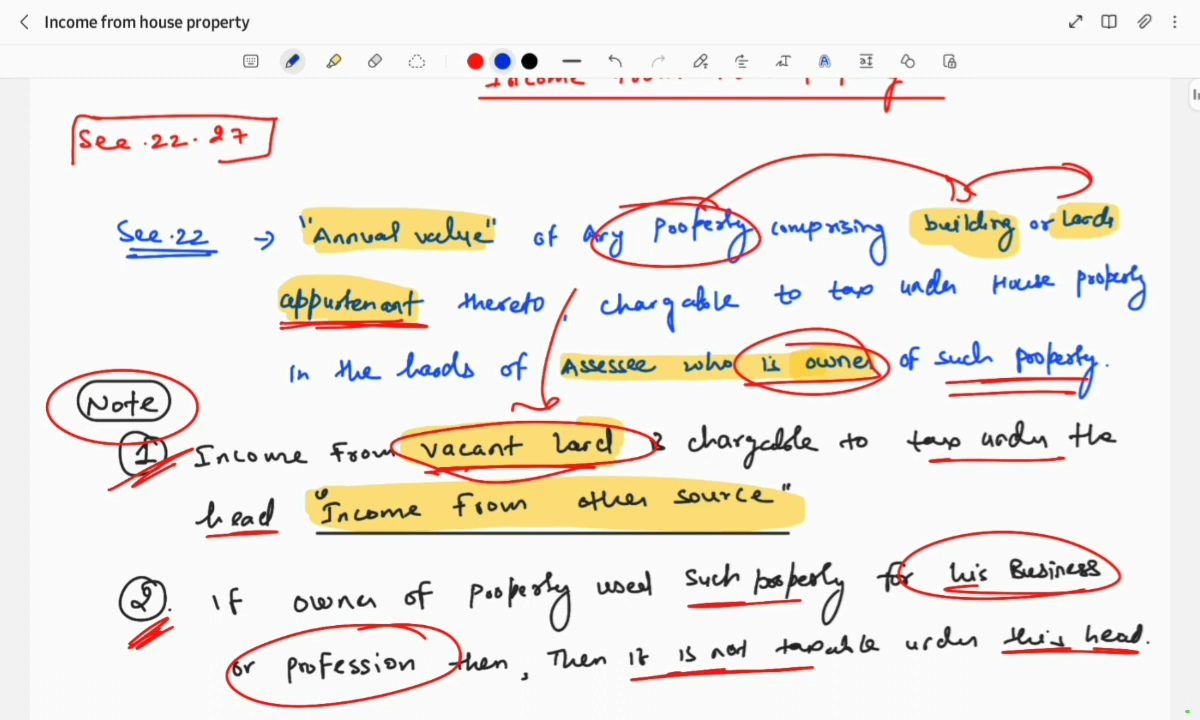 Income from house property
Sec.22-27
Sec.22 → "Annual value" of Any Property comprising building or Lands
appurtenant thereto, chargable to tax under House property
in the hands of Assessee who is owner of such property.
Note
1 Income from vacant land is chargable to tax under the
head "Income from other source"
2. If owner of Property used such property for his Business
or profession then, Then it is not taxable under this head.